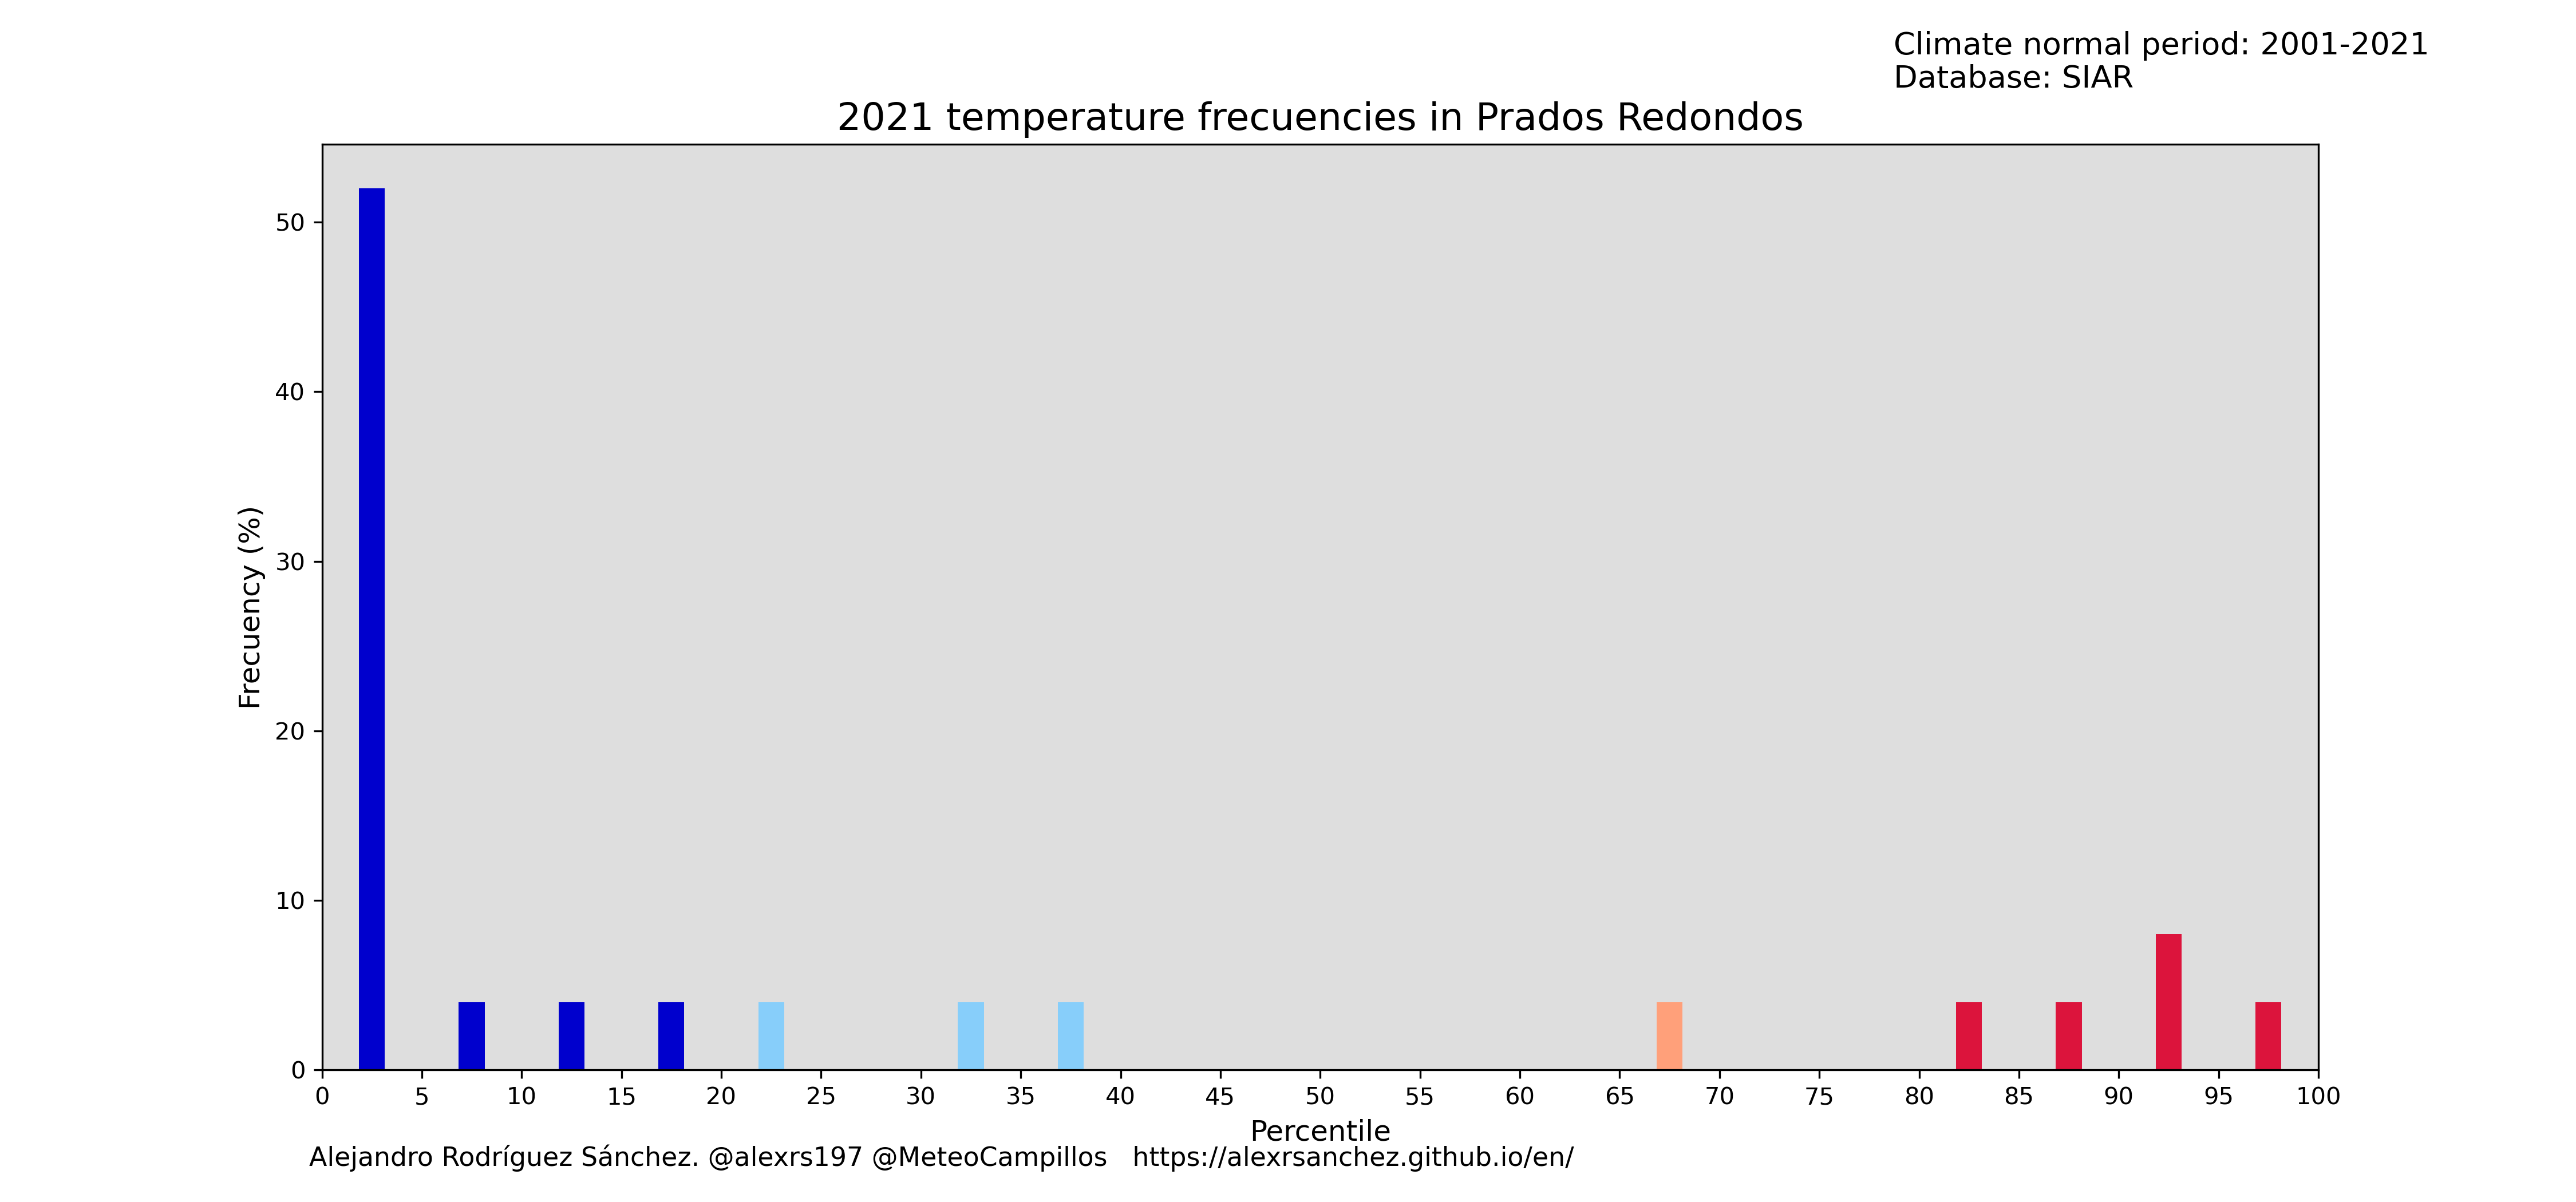 Climate normal period: 2001-2021
Database: SIAR
2021 temperature frecuencies in Prados Redondos
Frecuency (%)
50
40
30
20
10
0
0 5 10 15 20 25 30 35 40 45 50 55 60 65 70 75 80 85 90 95 100
Percentile
Alejandro Rodríguez Sánchez. @alexrs197 @MeteoCampillos https://alexrsanchez.github.io/en/